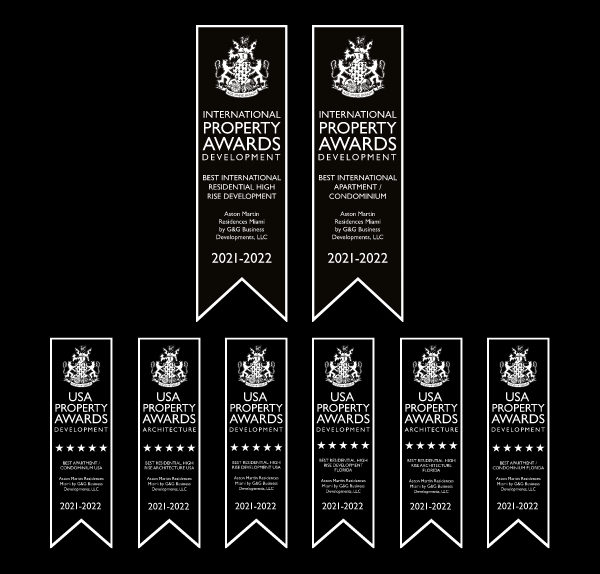 INTERNATIONAL
PROPERTY
AWARDS
DEVELOPMENT
BEST INTERNATIONAL
RESIDENTIAL HIGH
RISE DEVELOPMENT
Aston Martin
Residences Miami
by G&G Business
Developments, LLC
2021-2022
INTERNATIONAL
PROPERTY
AWARDS
DEVELOPMENT
BEST INTERNATIONAL
APARTMENT /
CONDOMINIUM
Aston Martin
Residences Miami
by G&G Business
Developments, LLC
2021-2022
USA
PROPERTY
AWARDS
DEVELOPMENT
BEST APARTMENT /
CONDOMINIUM USA
Aston Martin Residences
Miami by G&G Business
Developments, LLC
2021-2022
USA
PROPERTY
AWARDS
ARCHITECTURE
BEST RESIDENTIAL HIGH
RISE ARCHITECTURE USA
Aston Martin Residences
Miami by G&G Business
Developments, LLC
2021-2022
USA
PROPERTY
AWARDS
DEVELOPMENT
BEST RESIDENTIAL HIGH
RISE DEVELOPMENT USA
Aston Martin Residences
Miami by G&G Business
Developments, LLC
2021-2022
USA
PROPERTY
AWARDS
DEVELOPMENT
BEST RESIDENTIAL HIGH
RISE DEVELOPMENT
FLORIDA
Aston Martin Residences
Miami by G&G Business
Developments, LLC
2021-2022
USA
PROPERTY
AWARDS
ARCHITECTURE
BEST RESIDENTIAL HIGH
RISE ARCHITECTURE
FLORIDA
Aston Martin Residences
Miami by G&G Business
Developments, LLC
2021-2022
USA
PROPERTY
AWARDS
DEVELOPMENT
BEST APARTMENT /
CONDOMINIUM FLORIDA
Aston Martin Residences
Miami by G&G Business
Developments, LLC
2021-2022